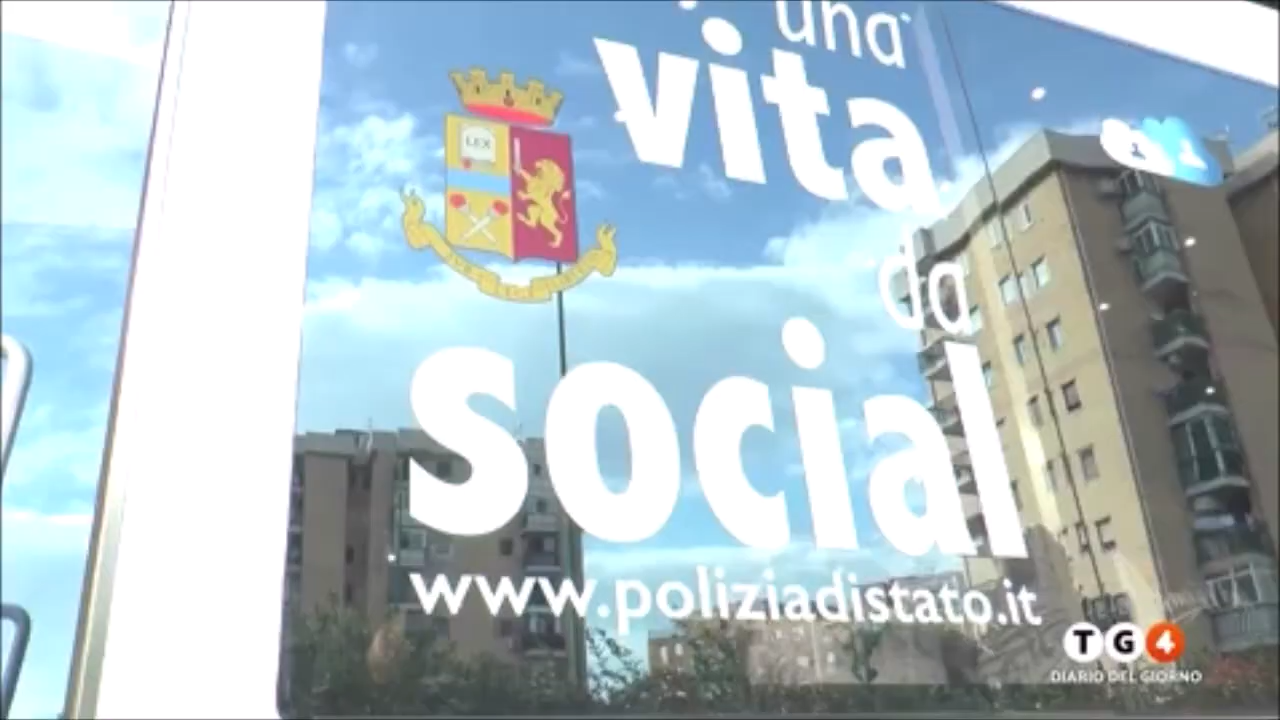 una
vita
da
social
www.poliziadistato.it
LEX
TG4
DIARIO DEL GIORNO